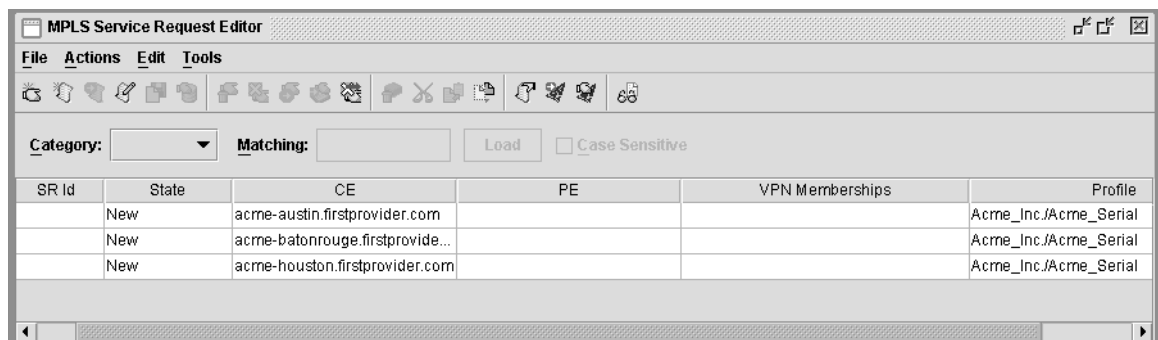 MPLS Service Request Editor
File Actions Edit Tools
Category: Matching: Load Case Sensitive
SR Id State CE PE VPN Memberships Profile
New acme-austin.firstprovider.com Acme_Inc./Acme_Serial
New acme-batonrouge.firstprovide... Acme_Inc./Acme_Serial
New acme-houston.firstprovider.com Acme_Inc./Acme_Serial